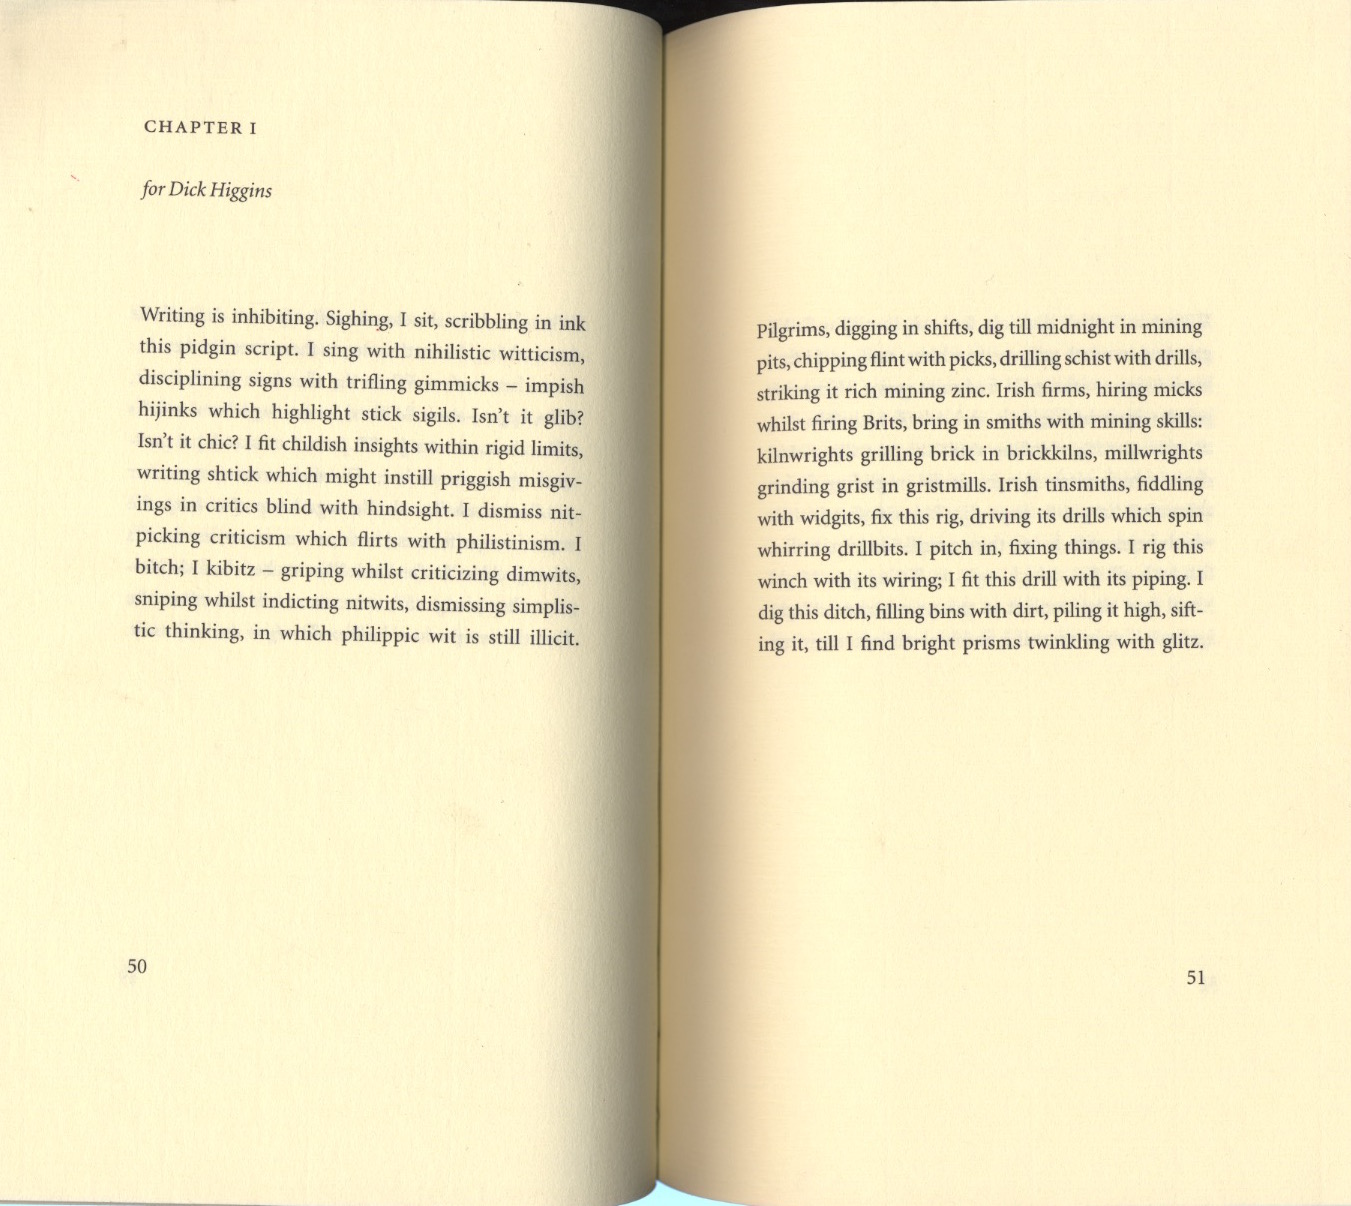 CHAPTER I
for Dick Higgins
Writing is inhibiting. Sighing, I sit, scribbling in ink
this pidgin script. I sing with nihilistic witticism,
disciplining signs with trifling gimmicks – impish
hijinks which highlight stick sigils. Isn't it glib?
Isn't it chic? I fit childish insights within rigid limits,
writing shtick which might instill priggish misgiv-
ings in critics blind with hindsight. I dismiss nit-
picking criticism which flirts with philistinism. I
bitch; I kibitz – griping whilst criticizing dimwits,
sniping whilst indicting nitwits, dismissing simplis-
tic thinking, in which philippic wit is still illicit.
50
Pilgrims, digging in shifts, dig till midnight in mining
pits, chipping flint with picks, drilling schist with drills,
striking it rich mining zinc. Irish firms, hiring micks
whilst firing Brits, bring in smiths with mining skills:
kilnwrights grilling brick in brickkilns, millwrights
grinding grist in gristmills. Irish tinsmiths, fiddling
with widgits, fix this rig, driving its drills which spin
whirring drillbits. I pitch in, fixing things. I rig this
winch with its wiring; I fit this drill with its piping. I
dig this ditch, filling bins with dirt, piling it high, sift-
ing it, till I find bright prisms twinkling with glitz.
51